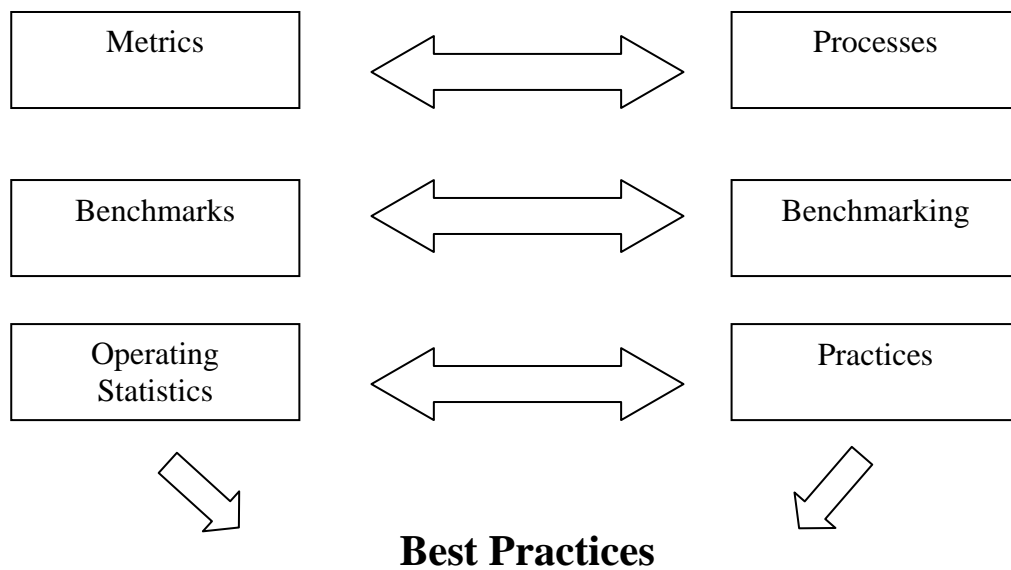 Metrics
Processes
Benchmarks
Benchmarking
Operating
Statistics
Practices
Best Practices